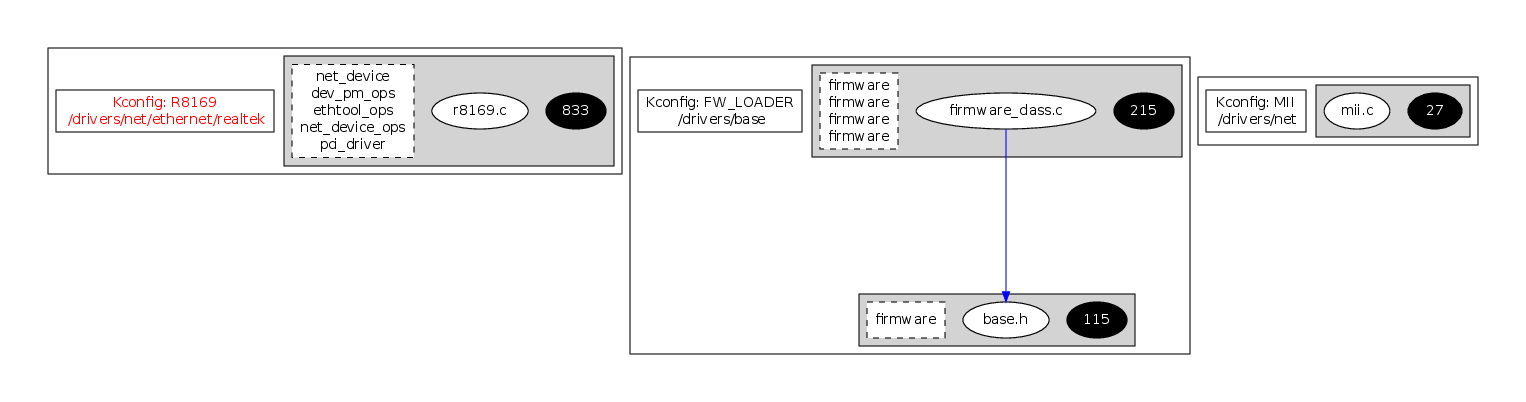 Kconfig: R8169
/drivers/net/ethernet/realtek
net_device
dev_pm_ops
ethtool_ops
net_device_ops
pci_driver
r8169.c
833
Kconfig: FW_LOADER
/drivers/base
firmware
firmware
firmware
firmware
firmware_class.c
215
firmware
base.h
115
Kconfig: MII
/drivers/net
mii.c
27